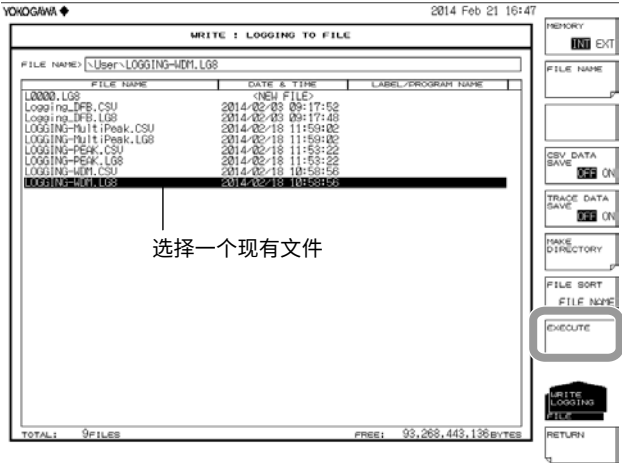 YOKOGAWA ◆ 2014 Feb 21 16:47
WRITE : LOGGING TO FILE
FILE NAME> \User\LOGGING-WDM.LG8
FILE NAME DATE & TIME LABEL/PROGRAM NAME
L0000.LG8 <NEW FILE>
Logging_DFB.CSV 2014/02/03 09:17:52
Logging_DFB.LG8 2014/02/03 09:17:48
LOGGING-MultiPeak.CSV 2014/02/18 11:59:02
LOGGING-MultiPeak.LG8 2014/02/18 11:59:02
LOGGING-PEAK.CSV 2014/02/18 11:53:22
LOGGING-PEAK.LG8 2014/02/18 11:53:22
LOGGING-WDM.CSV 2014/02/18 10:58:56
LOGGING-WDM.LG8 2014/02/18 10:58:56
选择一个现有文件
TOTAL: 9FILES FREE: 93,268,443,136BYTES
MEMORY
INT EXT
FILE NAME
CSV DATA
SAVE
OFF ON
TRACE DATA
SAVE
OFF ON
MAKE
DIRECTORY
FILE SORT
FILE NAME
EXECUTE
WRITE
LOGGING
FILE
RETURN